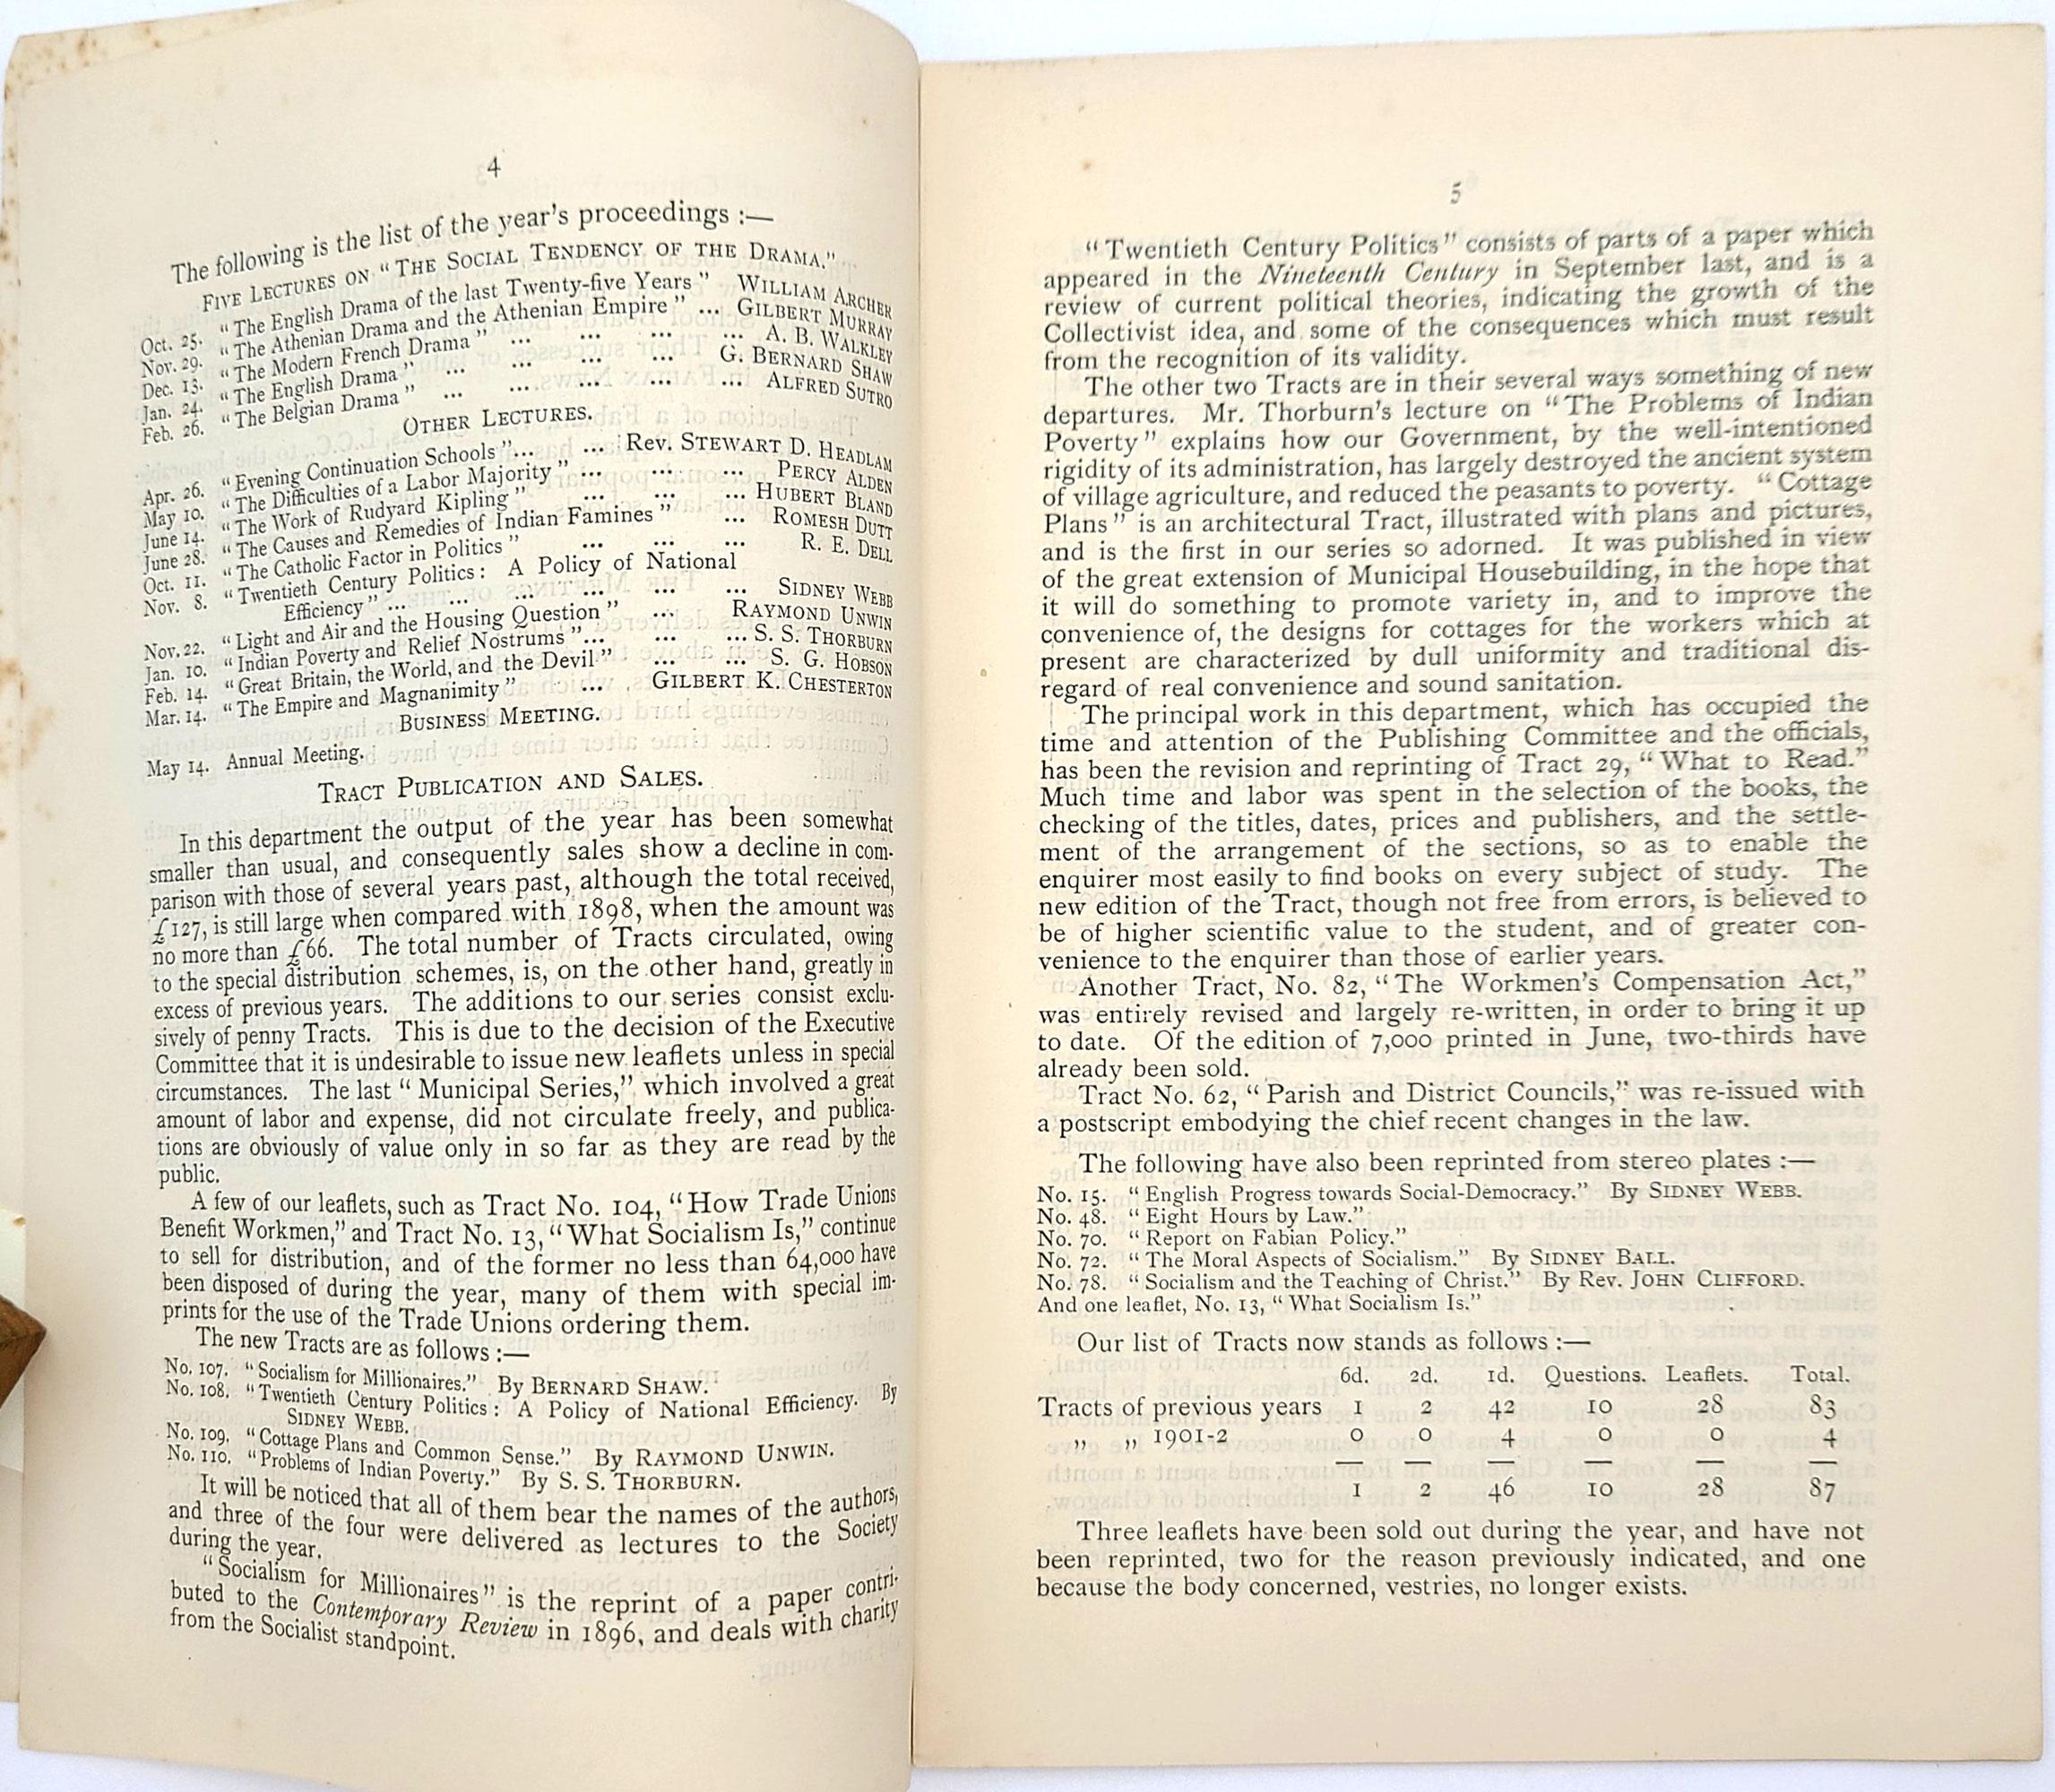 4
The following is the list of the year's proceedings :—
FIVE LECTURES ON "THE SOCIAL TENDENCY OF THE DRAMA."
Oct. 25. "The English Drama of the last Twenty-five Years" WILLIAM ARCHER
Nov. 29. "The Athenian Drama and the Athenian Empire" ... GILBERT MURRAY
Dec. 13. "The Modern French Drama" ... ... ... ... A. B. WALKLEY
Jan. 24. "The English Drama" ... ... ... ... G. BERNARD SHAW
Feb. 26. "The Belgian Drama" ... ... ... ... ... ALFRED SUTRO
OTHER LECTURES.
Apr. 26. "Evening Continuation Schools"... ... Rev. STEWART D. HEADLAM
May 10. "The Difficulties of a Labor Majority" ... ... ... PERCY ALDEN
June 14. "The Work of Rudyard Kipling" ... ... ... HUBERT BLAND
June 28. "The Causes and Remedies of Indian Famines" ... ROMESH DUTT
Oct. 11. "The Catholic Factor in Politics" ... ... ... R. E. DELL
Nov. 8. "Twentieth Century Politics: A Policy of National
Efficiency" ... ... ... ... ... ... SIDNEY WEBB
Nov. 22. "Light and Air and the Housing Question" ... RAYMOND UNWIN
Jan. 10. "Indian Poverty and Relief Nostrums"... ... ... S. S. THORBURN
Feb. 14. "Great Britain, the World, and the Devil" ... ... S. G. HOBSON
Mar. 14. "The Empire and Magnanimity" ... GILBERT K. CHESTERTON
BUSINESS MEETING.
May 14. Annual Meeting.
TRACT PUBLICATION AND SALES.
In this department the output of the year has been somewhat
smaller than usual, and consequently sales show a decline in com-
parison with those of several years past, although the total received,
£127, is still large when compared with 1898, when the amount was
no more than £66. The total number of Tracts circulated, owing
to the special distribution schemes, is, on the other hand, greatly in
excess of previous years. The additions to our series consist exclu-
sively of penny Tracts. This is due to the decision of the Executive
Committee that it is undesirable to issue new leaflets unless in special
circumstances. The last "Municipal Series," which involved a great
amount of labor and expense, did not circulate freely, and publica-
tions are obviously of value only in so far as they are read by the
public.
A few of our leaflets, such as Tract No. 104, "How Trade Unions
Benefit Workmen," and Tract No. 13, "What Socialism Is," continue
to sell for distribution, and of the former no less than 64,000 have
been disposed of during the year, many of them with special im-
prints for the use of the Trade Unions ordering them.
The new Tracts are as follows :—
No. 107. "Socialism for Millionaires." By BERNARD SHAW.
No. 108. "Twentieth Century Politics: A Policy of National Efficiency. By
SIDNEY WEBB.
No. 109. "Cottage Plans and Common Sense." By RAYMOND UNWIN.
No. 110. "Problems of Indian Poverty." By S. S. THORBURN.
It will be noticed that all of them bear the names of the authors,
and three of the four were delivered as lectures to the Society
during the year.
"Socialism for Millionaires" is the reprint of a paper contri-
buted to the Contemporary Review in 1896, and deals with charity
from the Socialist standpoint.
5
"Twentieth Century Politics" consists of parts of a paper which
appeared in the Nineteenth Century in September last, and is a
review of current political theories, indicating the growth of the
Collectivist idea, and some of the consequences which must result
from the recognition of its validity.
The other two Tracts are in their several ways something of new
departures. Mr. Thorburn's lecture on "The Problems of Indian
Poverty" explains how our Government, by the well-intentioned
rigidity of its administration, has largely destroyed the ancient system
of village agriculture, and reduced the peasants to poverty. "Cottage
Plans" is an architectural Tract, illustrated with plans and pictures,
and is the first in our series so adorned. It was published in view
of the great extension of Municipal Housebuilding, in the hope that
it will do something to promote variety in, and to improve the
convenience of, the designs for cottages for the workers which at
present are characterized by dull uniformity and traditional dis-
regard of real convenience and sound sanitation.
The principal work in this department, which has occupied the
time and attention of the Publishing Committee and the officials,
has been the revision and reprinting of Tract 29, "What to Read."
Much time and labor was spent in the selection of the books, the
checking of the titles, dates, prices and publishers, and the settle-
ment of the arrangement of the sections, so as to enable the
enquirer most easily to find books on every subject of study. The
new edition of the Tract, though not free from errors, is believed to
be of higher scientific value to the student, and of greater con-
venience to the enquirer than those of earlier years.
Another Tract, No. 82, "The Workmen's Compensation Act,"
was entirely revised and largely re-written, in order to bring it up
to date. Of the edition of 7,000 printed in June, two-thirds have
already been sold.
Tract No. 62, "Parish and District Councils," was re-issued with
a postscript embodying the chief recent changes in the law.
The following have also been reprinted from stereo plates :—
No. 15. "English Progress towards Social-Democracy." By SIDNEY WEBB.
No. 48. "Eight Hours by Law."
No. 70. "Report on Fabian Policy."
No. 72. "The Moral Aspects of Socialism." By SIDNEY BALL.
No. 78. "Socialism and the Teaching of Christ." By Rev. JOHN CLIFFORD.
And one leaflet, No. 13, "What Socialism Is."
Our list of Tracts now stands as follows :—
6d. 2d. 1d. Questions. Leaflets. Total.
Tracts of previous years 1 2 42 10 28 83
" " 1901-2 0 0 4 0 0 4
1 2 46 10 28 87
Three leaflets have been sold out during the year, and have not
been reprinted, two for the reason previously indicated, and one
because the body concerned, vestries, no longer exists.